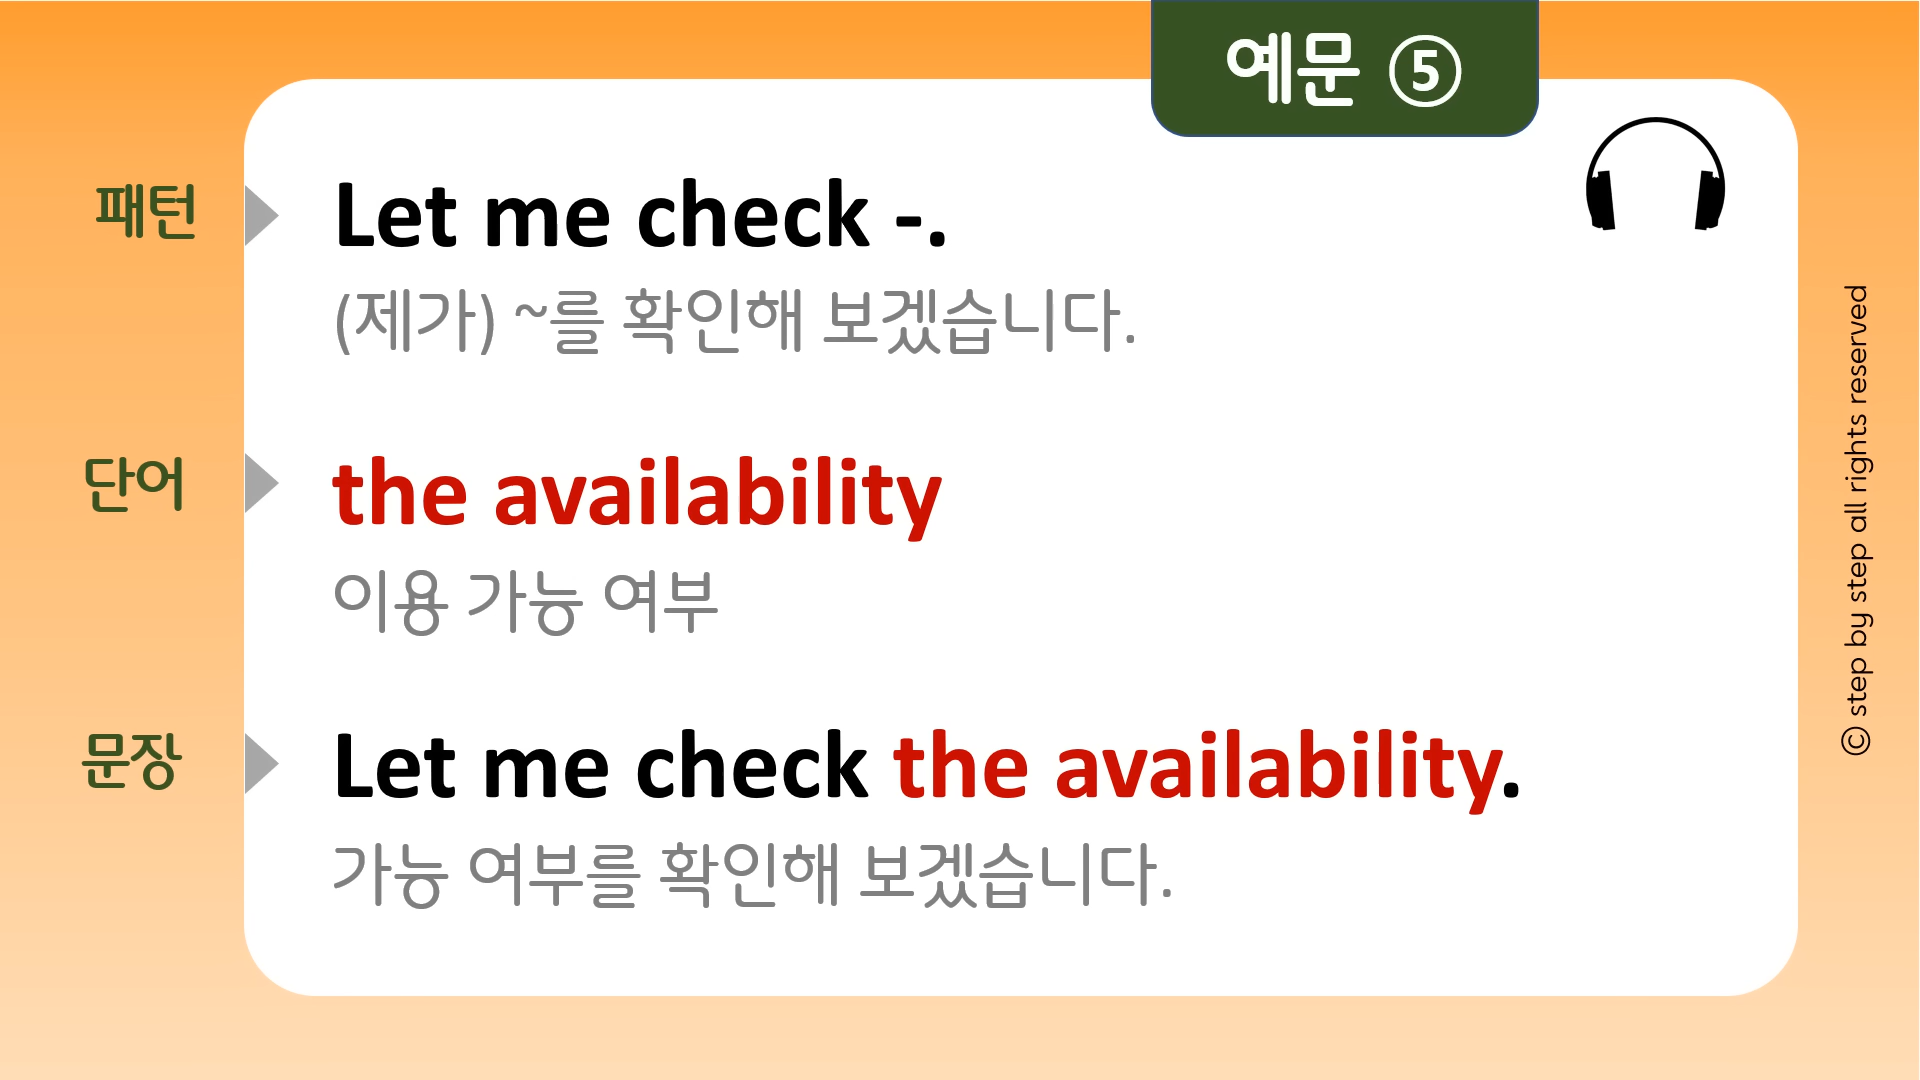 예문 ⑤
패턴
Let me check -.
(제가) ~를 확인해 보겠습니다.
단어
the availability
이용 가능 여부
문장
Let me check the availability.
가능 여부를 확인해 보겠습니다.
ⓒ step by step all rights reserved